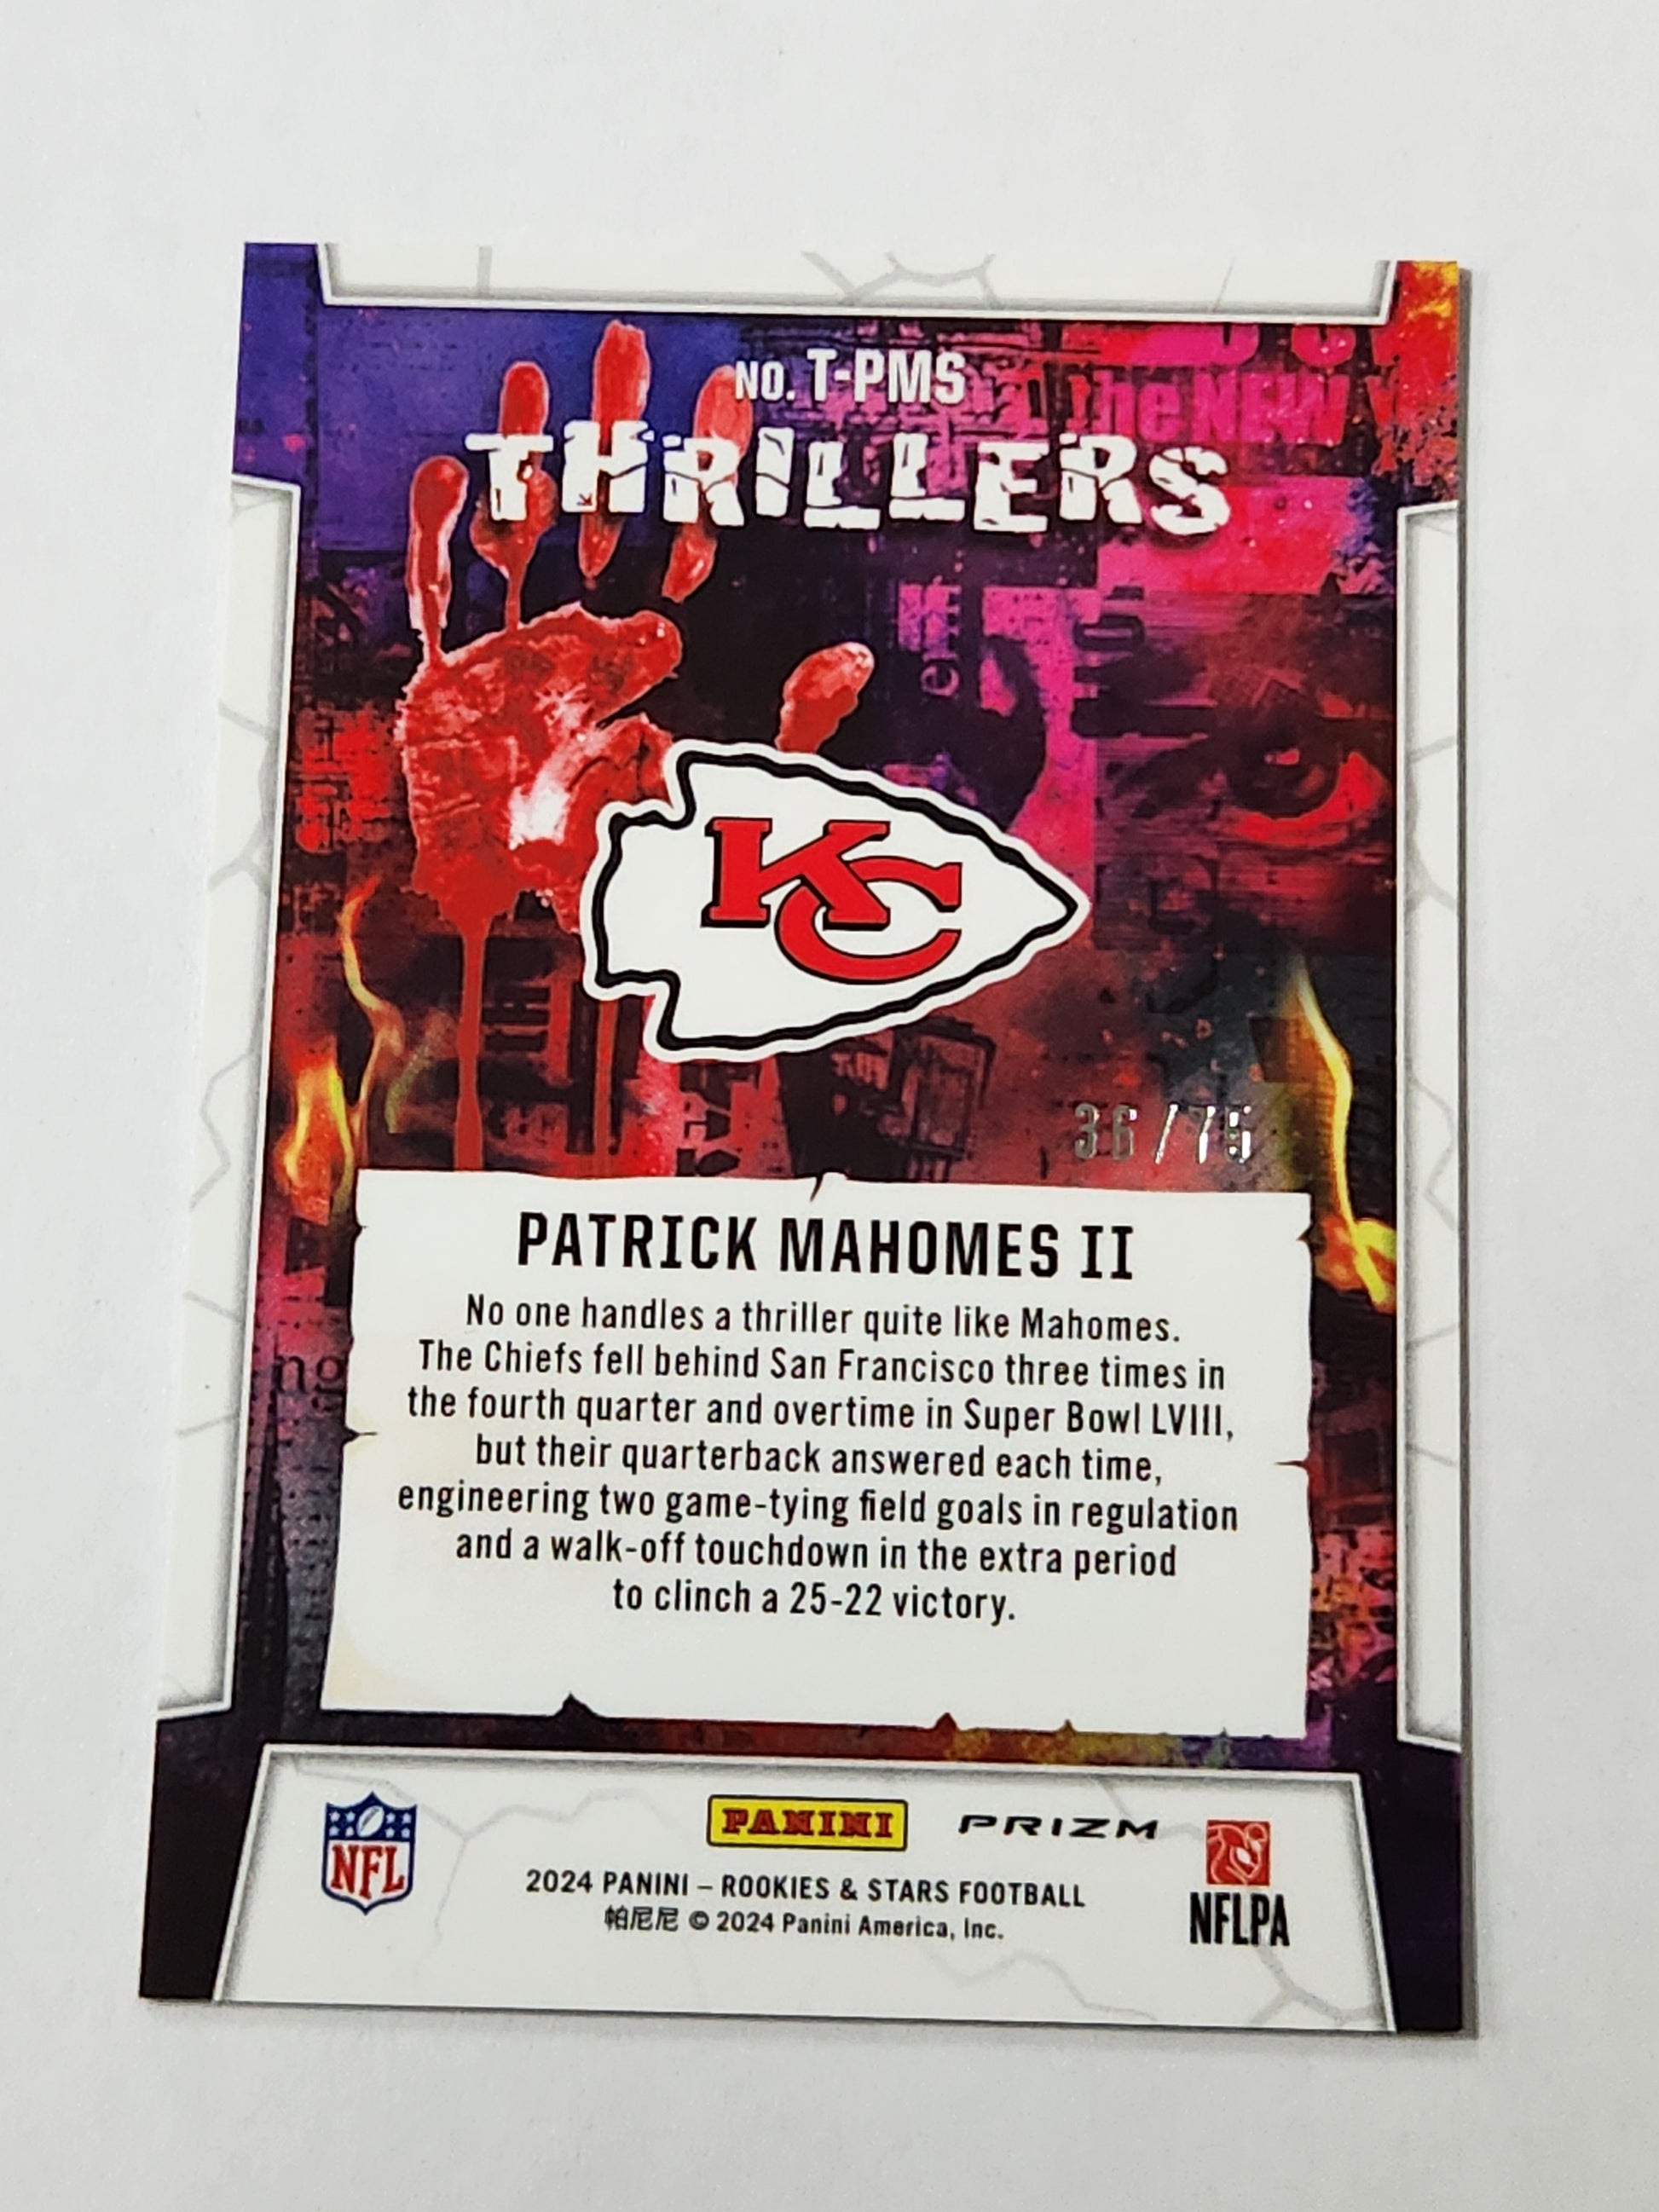 NO. T-PMS
the NEW
THRILLERS
KC
36/75
PATRICK MAHOMES II
No one handles a thriller quite like Mahomes.
The Chiefs fell behind San Francisco three times in
the fourth quarter and overtime in Super Bowl LVIII,
but their quarterback answered each time,
engineering two game-tying field goals in regulation
and a walk-off touchdown in the extra period
to clinch a 25-22 victory.
ng
NFL
PANINI
PRIZM
NFLPA
2024 PANINI – ROOKIES & STARS FOOTBALL
帕尼尼 © 2024 Panini America, Inc.